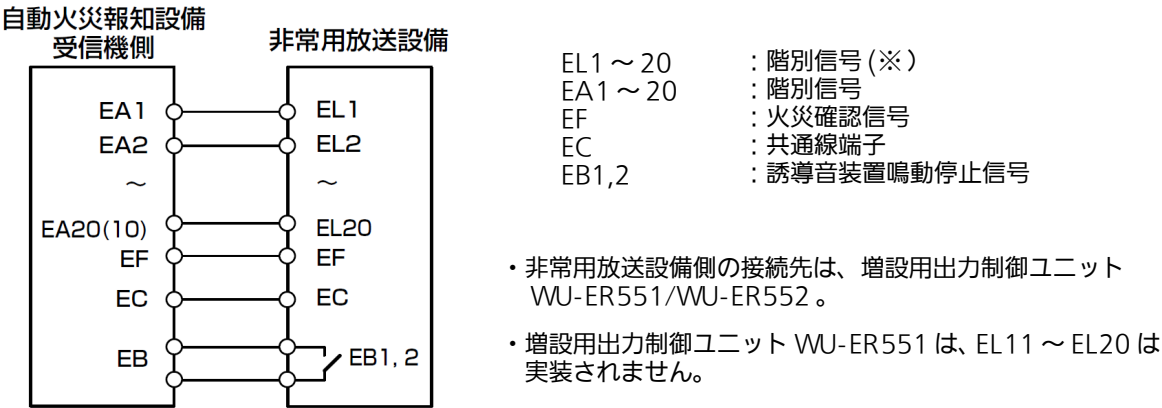 自動火災報知設備
受信機側
非常用放送設備
EA1
EL1
EA2
EL2
～
～
EA20(10)
EL20
EF
EF
EC
EC
EB
EB1, 2
EL1～20 : 階別信号 (※)
EA1～20 : 階別信号
EF : 火災確認信号
EC : 共通線端子
EB1,2 : 誘導音装置鳴動停止信号
・非常用放送設備側の接続先は、増設用出力制御ユニット
WU-ER551/WU-ER552 。
・増設用出力制御ユニット WU-ER551 は、EL11 ～ EL20 は
実装されません。